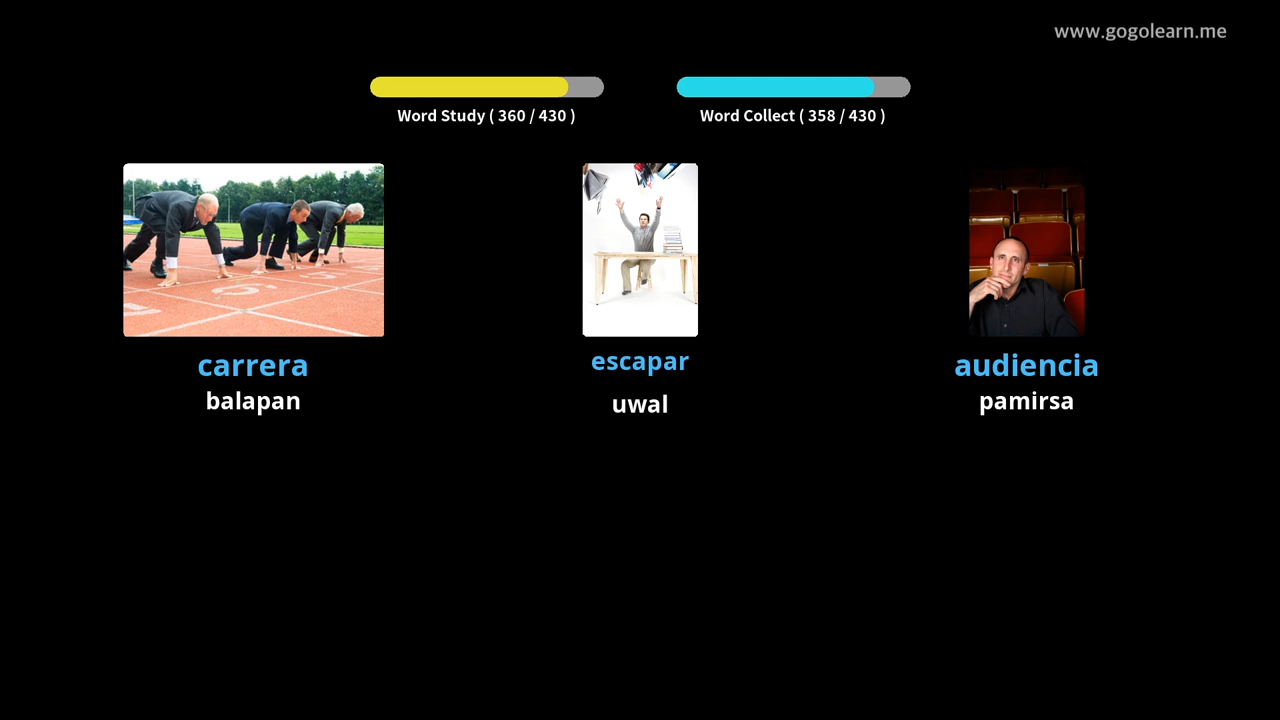 www.gogolearn.me
Word Study ( 360 / 430 )
Word Collect ( 358 / 430 )
carrera
balapan
escapar
uwal
audiencia
pamirsa